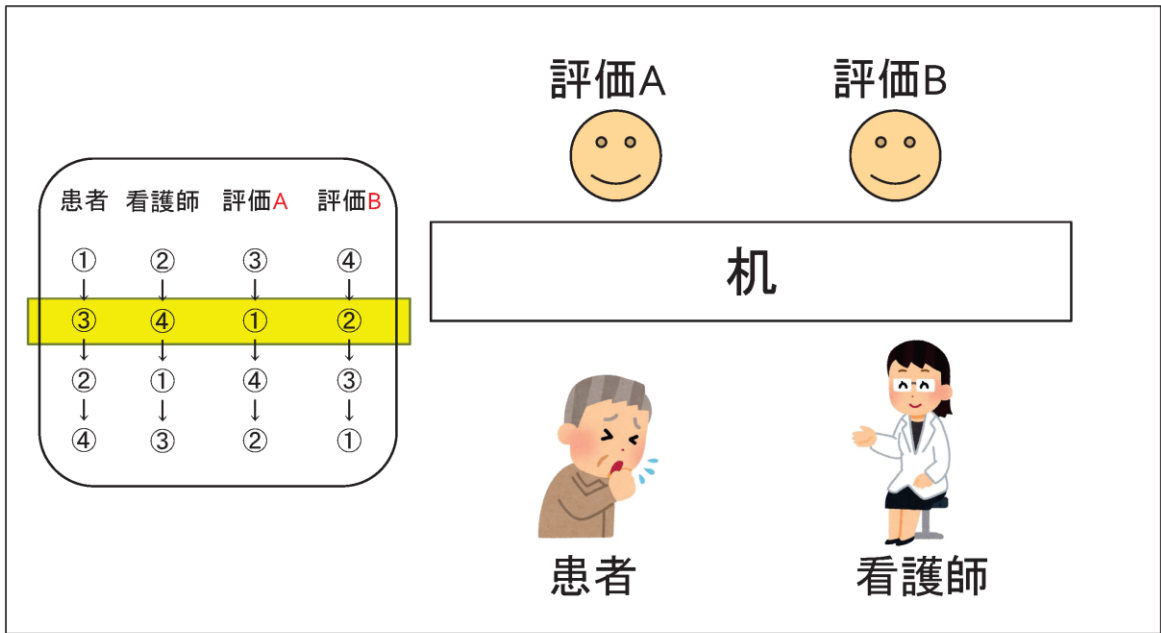 評価A 評価B
患者 看護師 評価A 評価B
① ② ③ ④
↓ ↓ ↓ ↓
③ ④ ① ②
↓ ↓ ↓ ↓
② ① ④ ③
↓ ↓ ↓ ↓
④ ③ ② ①
机
患者 看護師